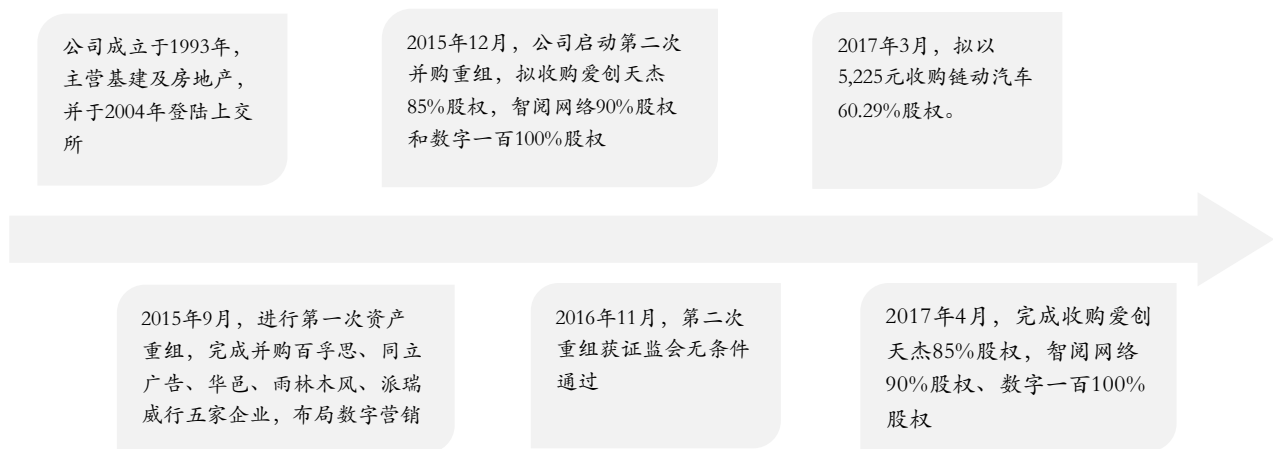 公司成立于1993年，
主营基建及房地产，
并于2004年登陆上交
所
2015年12月，公司启动第二次
并购重组，拟收购爱创天杰
85%股权，智阅网络90%股权
和数字一百100%股权
2017年3月，拟以
5,225元收购链动汽车
60.29%股权。
2015年9月，进行第一次资产
重组，完成并购百孚思、同立
广告、华邑、雨林木风、派瑞
威行五家企业，布局数字营销
2016年11月，第二次
重组获证监会无条件
通过
2017年4月，完成收购爱创
天杰85%股权，智阅网络
90%股权、数字一百100%
股权